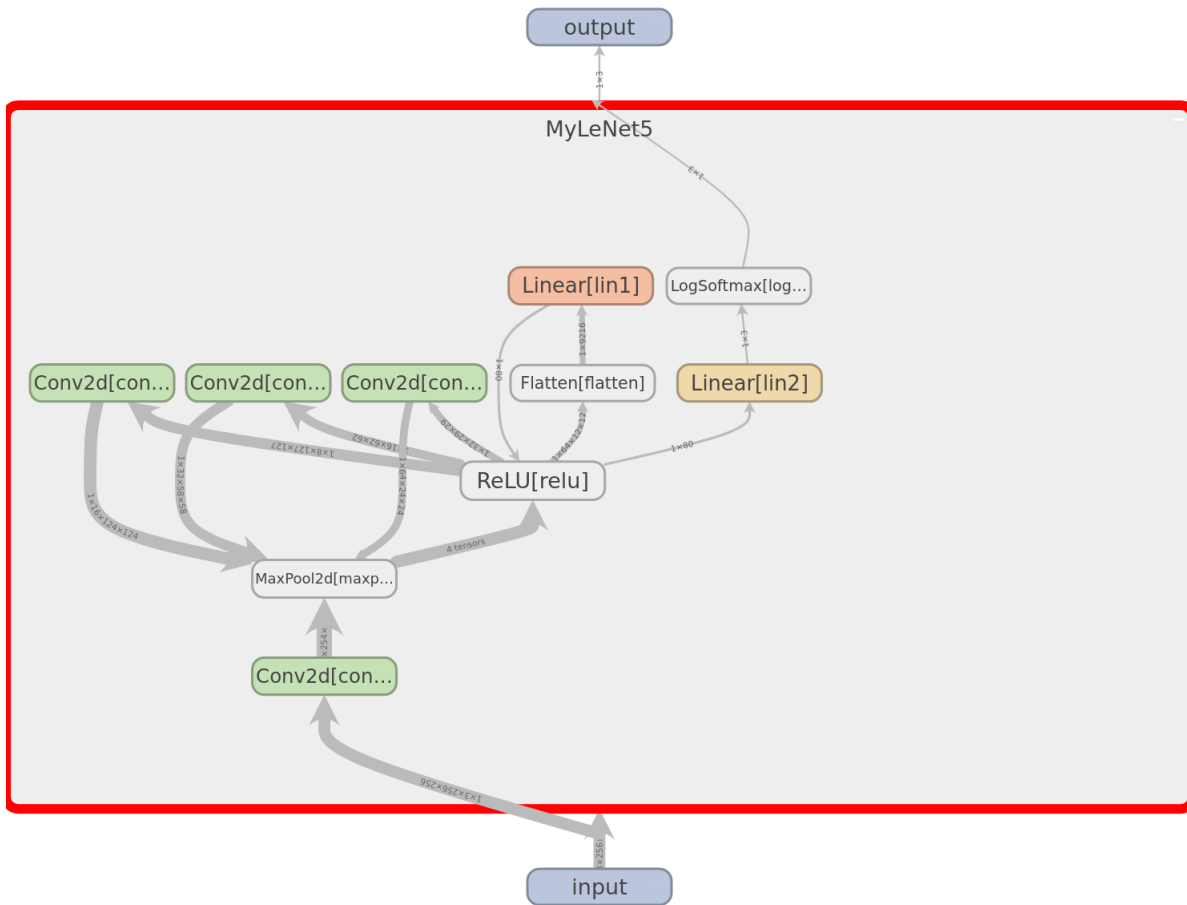 output
1×3
MyLeNet5
1×3
Linear[lin1]
LogSoftmax[log...
1×9216
1×3
1×80
Conv2d[con...
Conv2d[con...
Conv2d[con...
Flatten[flatten]
Linear[lin2]
1×8×127×127
16×62×62
1×32×29×29
1×64×12×12
1×80
ReLU[relu]
1×16×124×124
1×32×58×58
1×64×24×24
4 tensors
MaxPool2d[maxp...
×254×
Conv2d[con...
1×3×256×256
×256
input